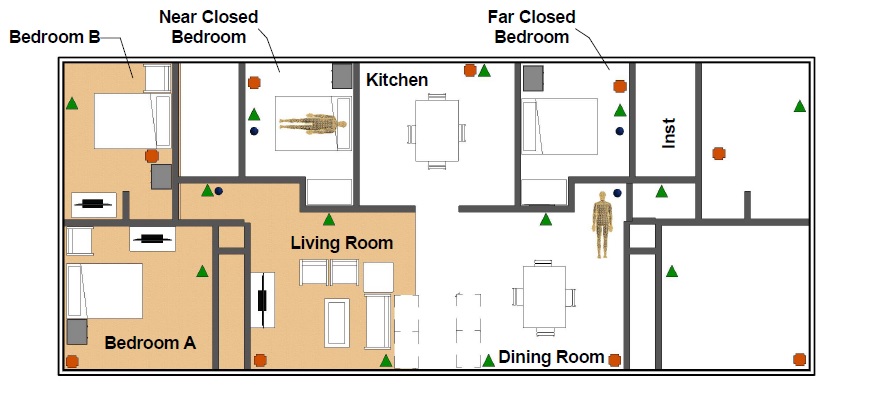 Near Closed
Bedroom
Far Closed
Bedroom
Bedroom B
Kitchen
Inst
Living Room
Bedroom A
Dining Room